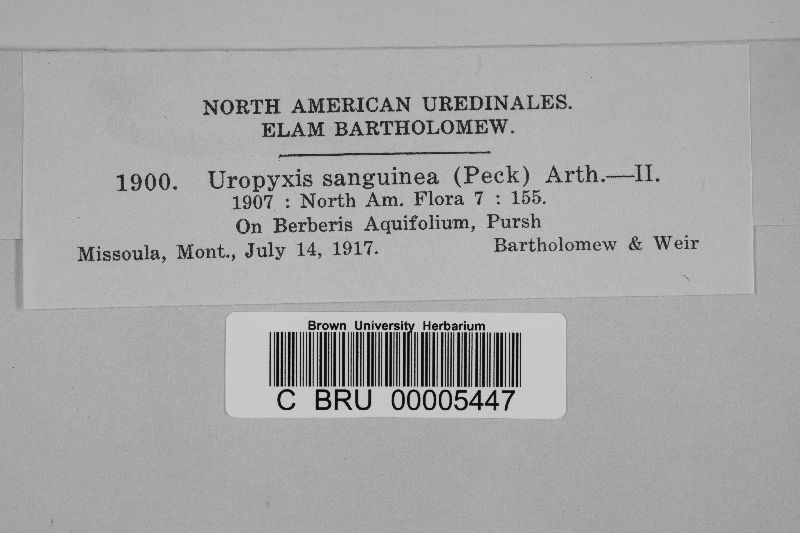 NORTH AMERICAN UREDINALES.
ELAM BARTHOLOMEW.
1900. Uropyxis sanguinea (Peck) Arth.—II.
1907 : North Am. Flora 7 : 155.
On Berberis Aquifolium, Pursh
Missoula, Mont., July 14, 1917. Bartholomew & Weir
Brown University Herbarium
C BRU 00005447